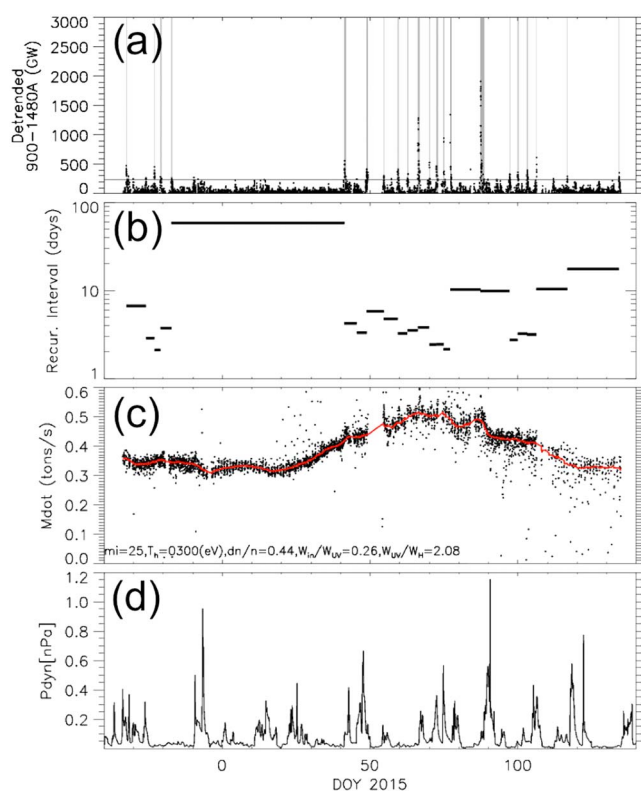 (a)
Detrended
900-1480A (GW)
3000
2500
2000
1500
1000
500
0
(b)
Recur. Interval (days)
100
10
1
(c)
Mdot (tons/s)
0.6
0.5
0.4
0.3
0.2
0.1
0.0
mi=25,Th=0300(eV),dn/n=0.44,Win/WUV=0.26,WUV/WH=2.08
(d)
Pdyn[nPa]
1.2
1.0
0.8
0.6
0.4
0.2
0 50 100
DOY 2015